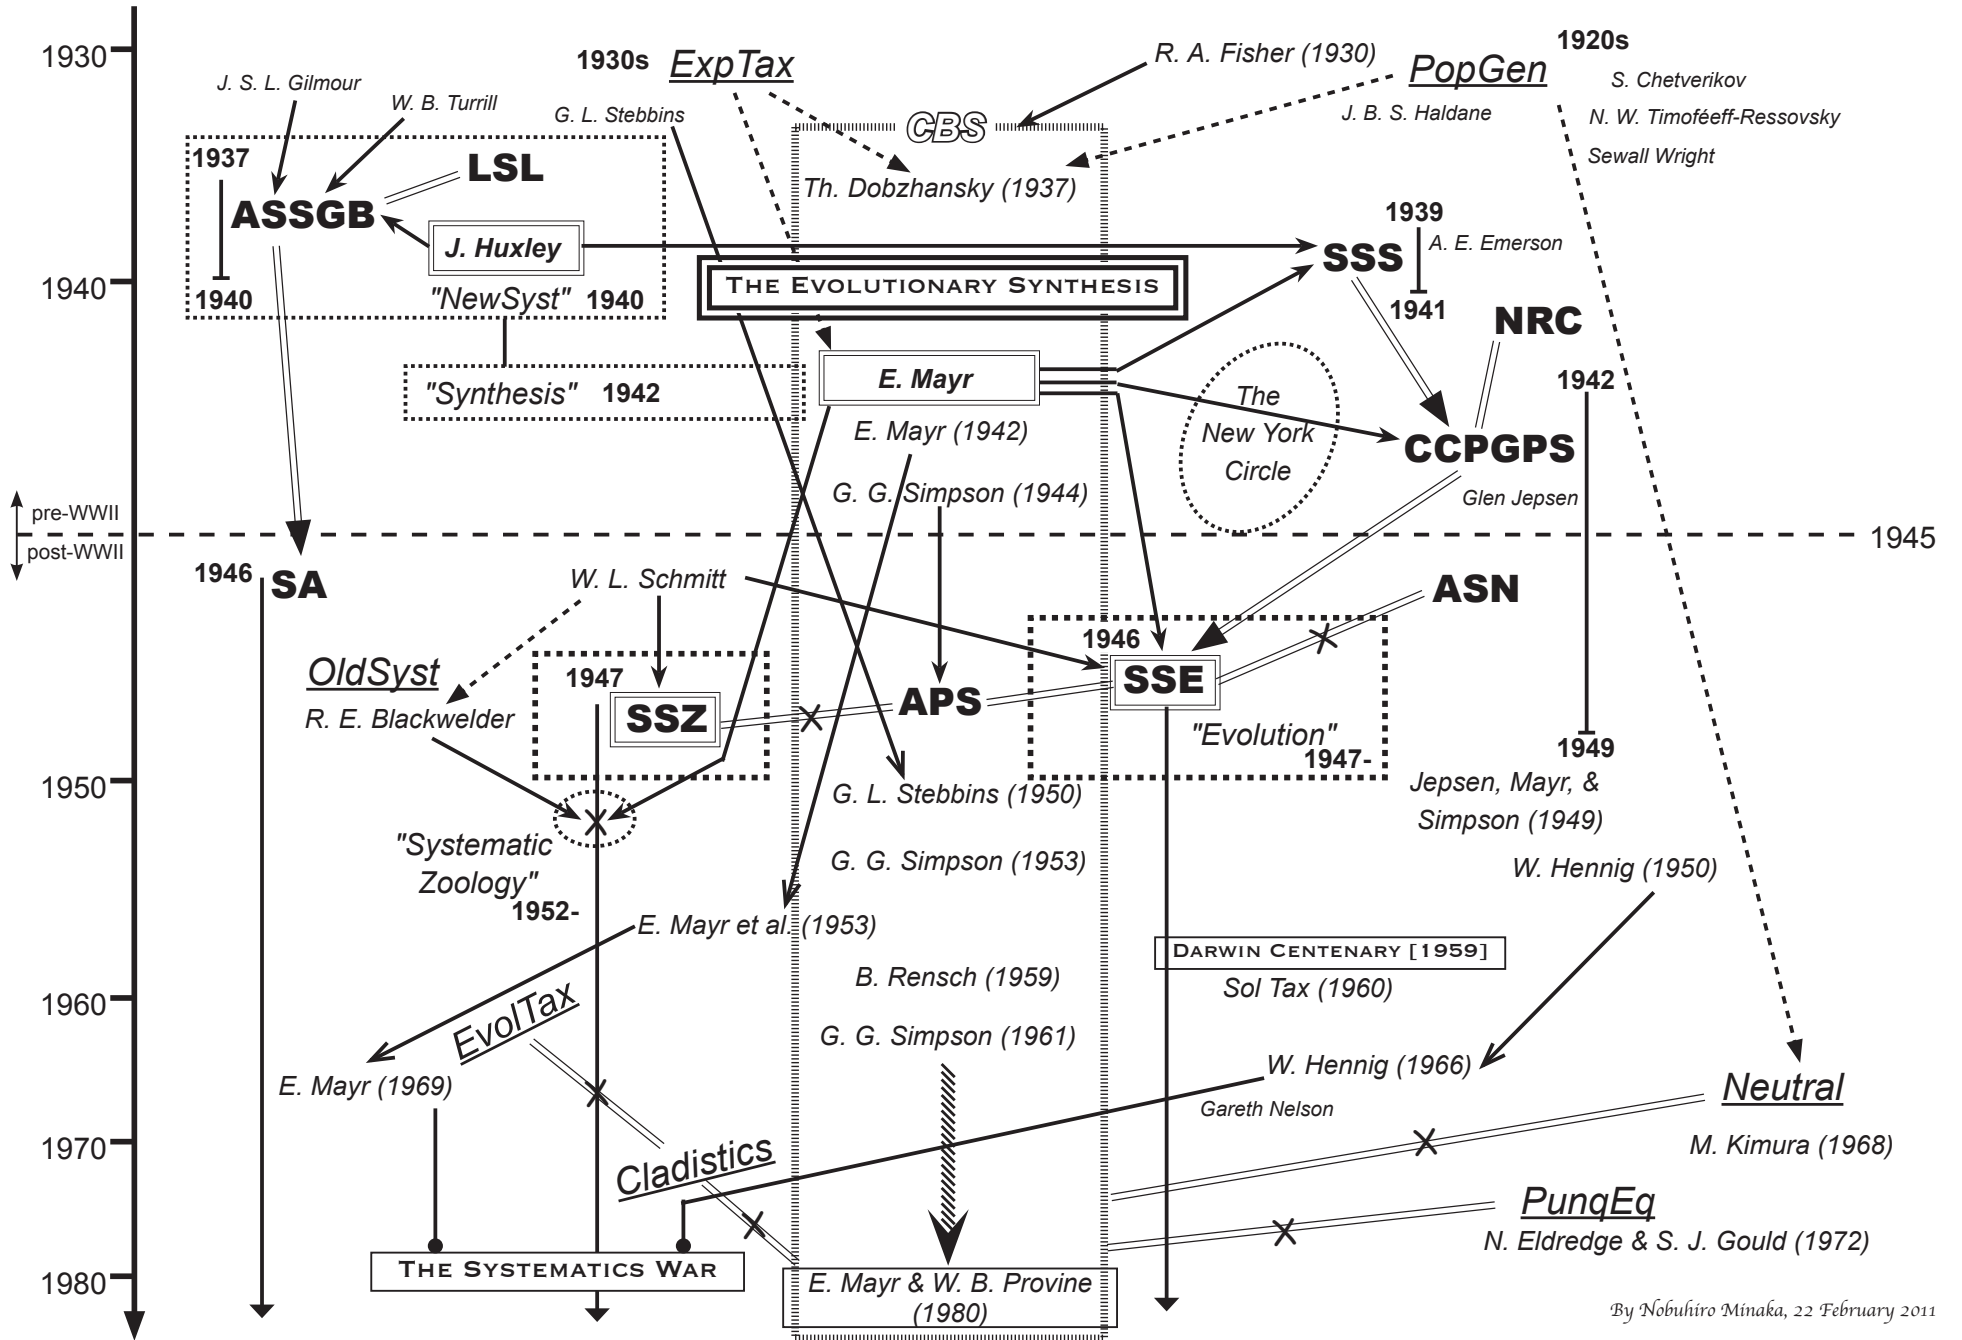 1930
1930s
ExpTax
R. A. Fisher (1930)
PopGen
1920s
J. S. L. Gilmour
W. B. Turrill
G. L. Stebbins
CBS
J. B. S. Haldane
S. Chetverikov
N. W. Timoféeff-Ressovsky
Sewall Wright
1937
LSL
ASSGB
Th. Dobzhansky (1937)
1939
A. E. Emerson
J. Huxley
SSS
1940
1940
"NewSyst" 1940
THE EVOLUTIONARY SYNTHESIS
1941
NRC
"Synthesis" 1942
E. Mayr
The
New York
Circle
1942
E. Mayr (1942)
CCPGPS
G. G. Simpson (1944)
Glen Jepsen
pre-WWII
post-WWII
1945
1946
SA
W. L. Schmitt
ASN
OldSyst
R. E. Blackwelder
1947
SSZ
APS
1946
SSE
"Evolution"
1947-
1949
1950
G. L. Stebbins (1950)
Jepsen, Mayr, &
Simpson (1949)
"Systematic
Zoology"
1952-
G. G. Simpson (1953)
W. Hennig (1950)
E. Mayr et al. (1953)
DARWIN CENTENARY [1959]
Sol Tax (1960)
B. Rensch (1959)
1960
EvolTax
G. G. Simpson (1961)
E. Mayr (1969)
W. Hennig (1966)
Gareth Nelson
Neutral
M. Kimura (1968)
1970
Cladistics
PunqEq
N. Eldredge & S. J. Gould (1972)
1980
THE SYSTEMATICS WAR
E. Mayr & W. B. Provine
(1980)
By Nobuhiro Minaka, 22 February 2011